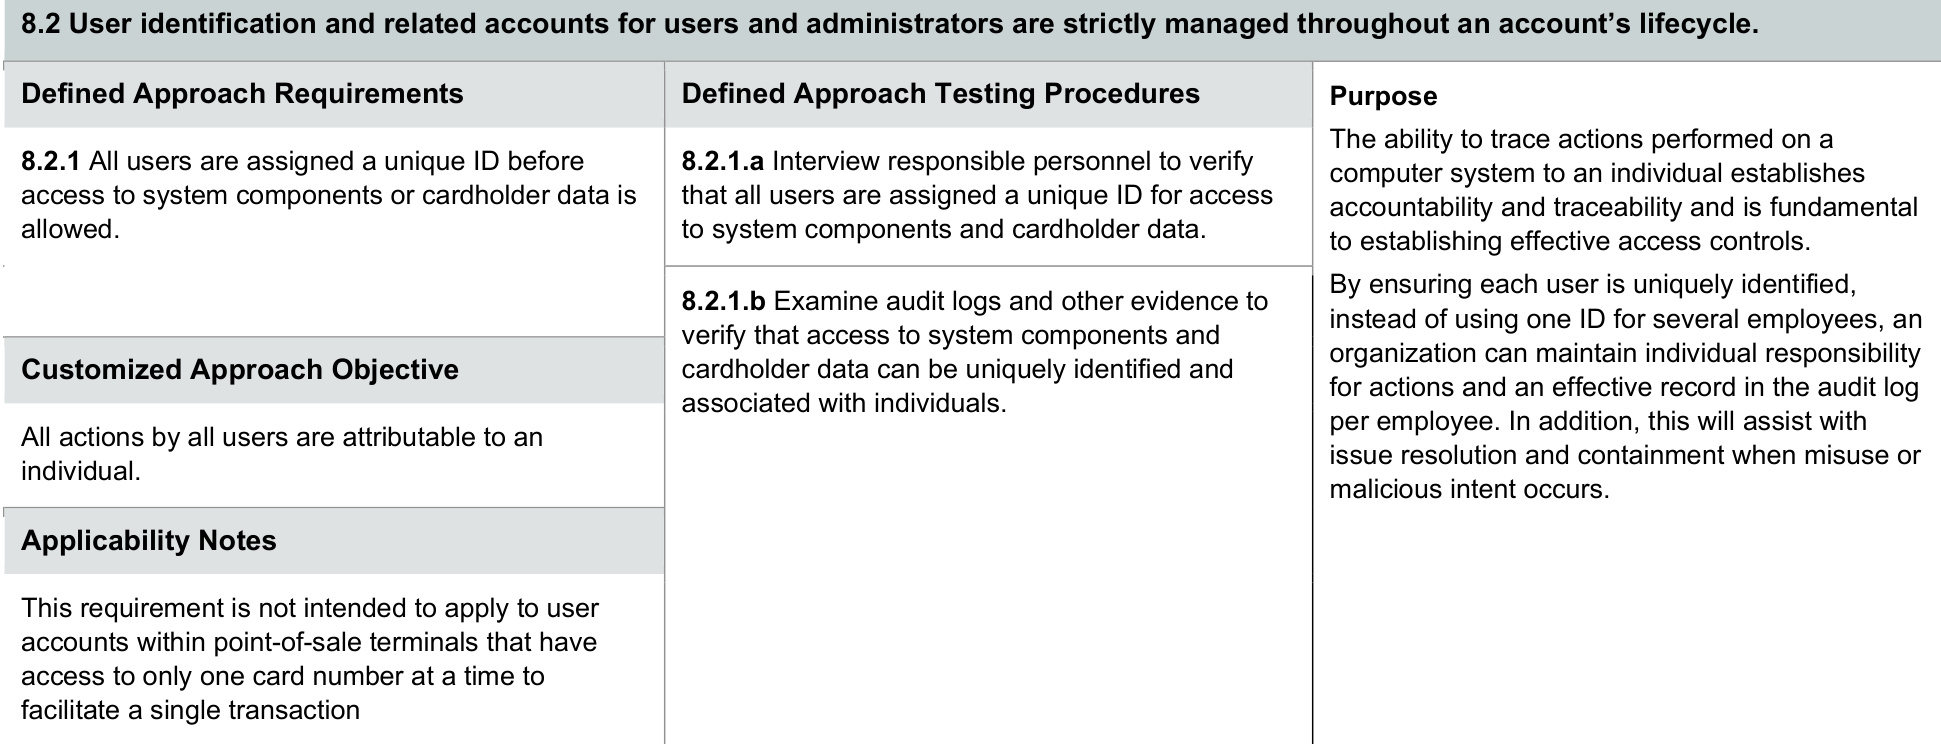 8.2 User identification and related accounts for users and administrators are strictly managed throughout an account’s lifecycle.
Defined Approach Requirements
8.2.1 All users are assigned a unique ID before
access to system components or cardholder data is
allowed.
Customized Approach Objective
All actions by all users are attributable to an
individual.
Applicability Notes
This requirement is not intended to apply to user
accounts within point-of-sale terminals that have
access to only one card number at a time to
facilitate a single transaction
Defined Approach Testing Procedures
8.2.1.a Interview responsible personnel to verify
that all users are assigned a unique ID for access
to system components and cardholder data.
8.2.1.b Examine audit logs and other evidence to
verify that access to system components and
cardholder data can be uniquely identified and
associated with individuals.
Purpose
The ability to trace actions performed on a
computer system to an individual establishes
accountability and traceability and is fundamental
to establishing effective access controls.
By ensuring each user is uniquely identified,
instead of using one ID for several employees, an
organization can maintain individual responsibility
for actions and an effective record in the audit log
per employee. In addition, this will assist with
issue resolution and containment when misuse or
malicious intent occurs.